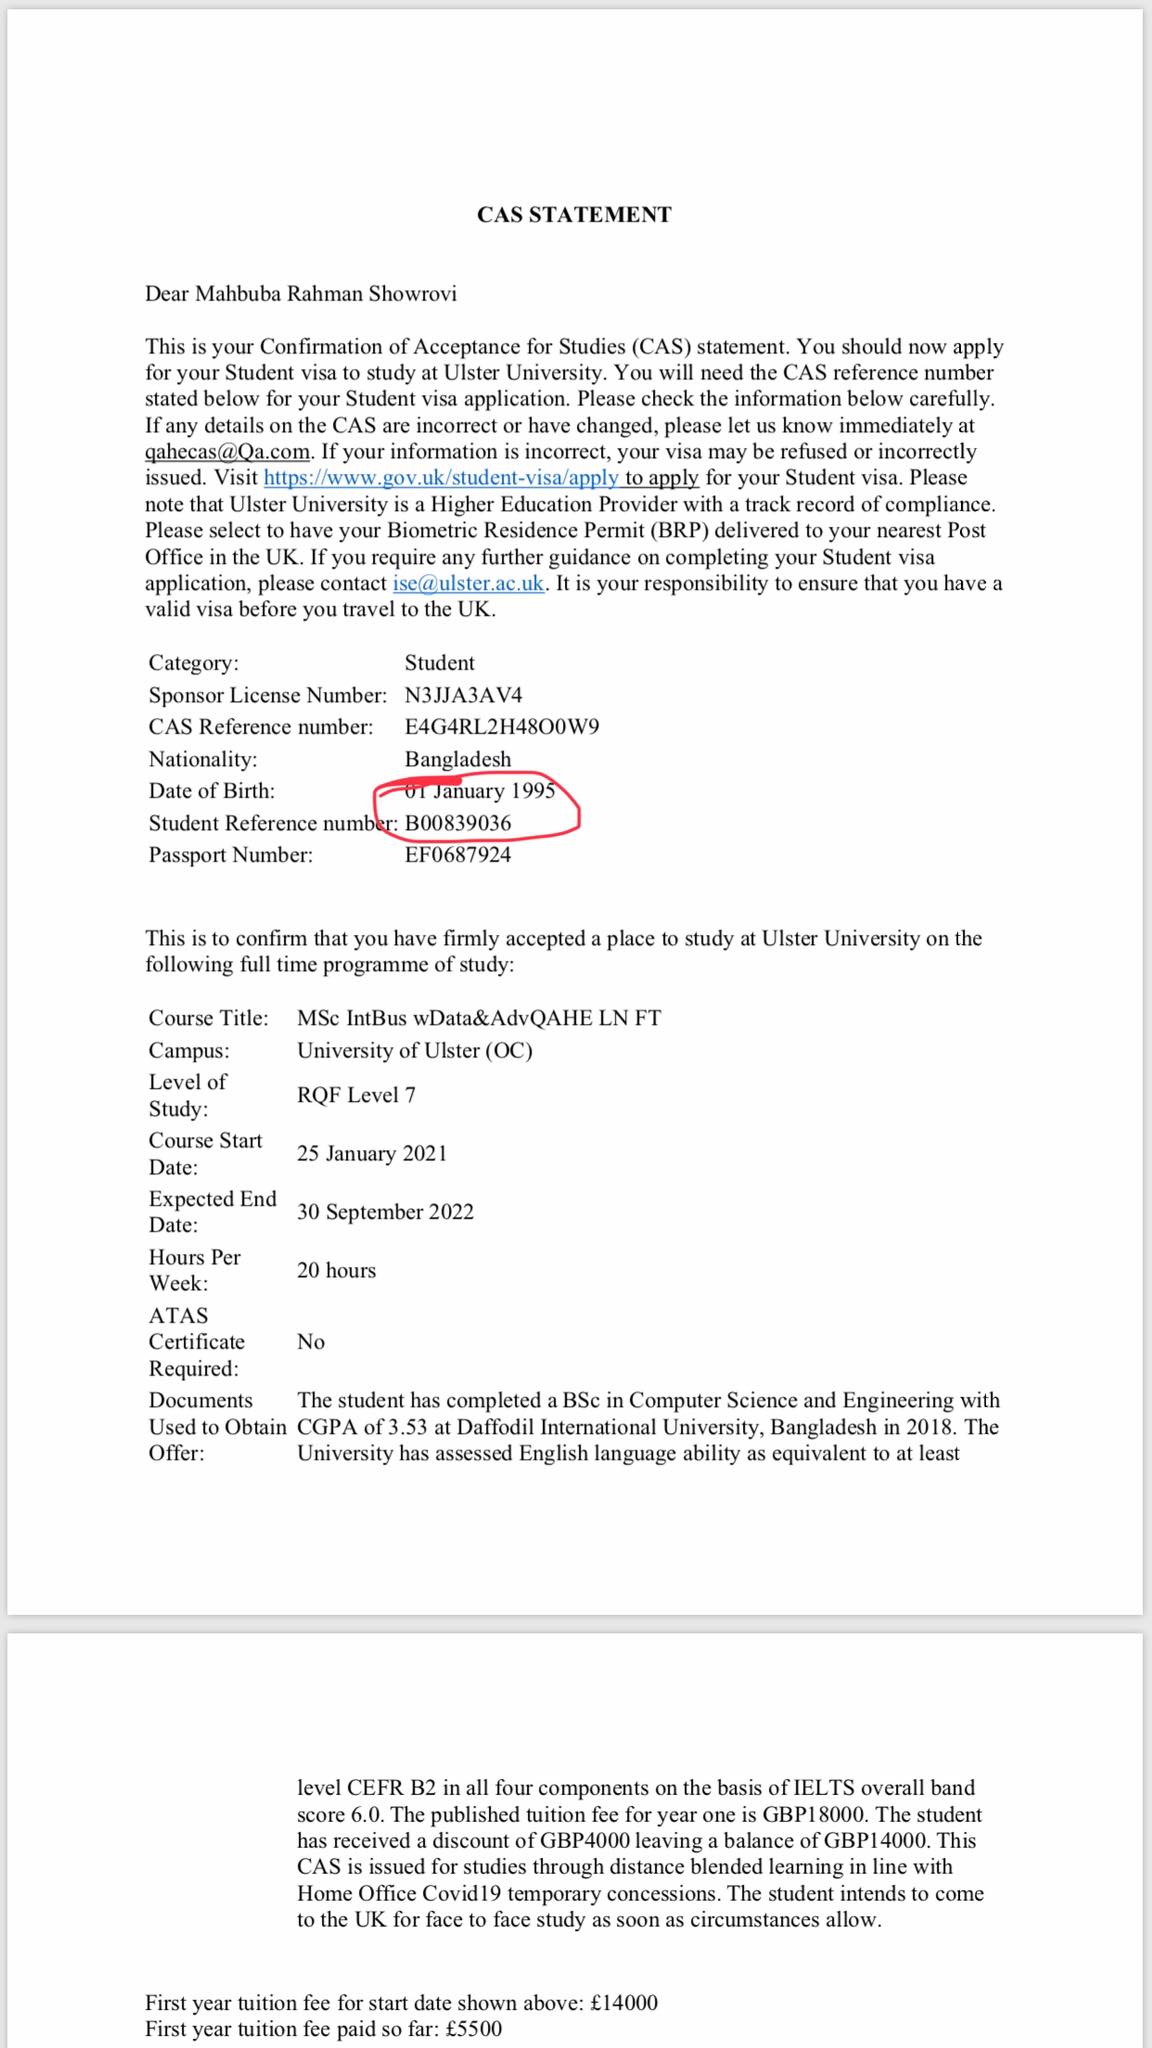 CAS STATEMENT
Dear Mahbuba Rahman Showrovi
This is your Confirmation of Acceptance for Studies (CAS) statement. You should now apply
for your Student visa to study at Ulster University. You will need the CAS reference number
stated below for your Student visa application. Please check the information below carefully.
If any details on the CAS are incorrect or have changed, please let us know immediately at
qahecas@Qa.com. If your information is incorrect, your visa may be refused or incorrectly
issued. Visit https://www.gov.uk/student-visa/apply to apply for your Student visa. Please
note that Ulster University is a Higher Education Provider with a track record of compliance.
Please select to have your Biometric Residence Permit (BRP) delivered to your nearest Post
Office in the UK. If you require any further guidance on completing your Student visa
application, please contact ise@ulster.ac.uk. It is your responsibility to ensure that you have a
valid visa before you travel to the UK.
Category: Student
Sponsor License Number: N3JJA3AV4
CAS Reference number: E4G4RL2H48O0W9
Nationality: Bangladesh
Date of Birth: 01 January 1995
Student Reference number: B00839036
Passport Number: EF0687924
This is to confirm that you have firmly accepted a place to study at Ulster University on the
following full time programme of study:
Course Title: MSc IntBus wData&AdvQAHE LN FT
Campus: University of Ulster (OC)
Level of
Study: RQF Level 7
Course Start
Date: 25 January 2021
Expected End
Date: 30 September 2022
Hours Per
Week: 20 hours
ATAS
Certificate No
Required:
Documents The student has completed a BSc in Computer Science and Engineering with
Used to Obtain CGPA of 3.53 at Daffodil International University, Bangladesh in 2018. The
Offer: University has assessed English language ability as equivalent to at least
level CEFR B2 in all four components on the basis of IELTS overall band
score 6.0. The published tuition fee for year one is GBP18000. The student
has received a discount of GBP4000 leaving a balance of GBP14000. This
CAS is issued for studies through distance blended learning in line with
Home Office Covid19 temporary concessions. The student intends to come
to the UK for face to face study as soon as circumstances allow.
First year tuition fee for start date shown above: £14000
First year tuition fee paid so far: £5500